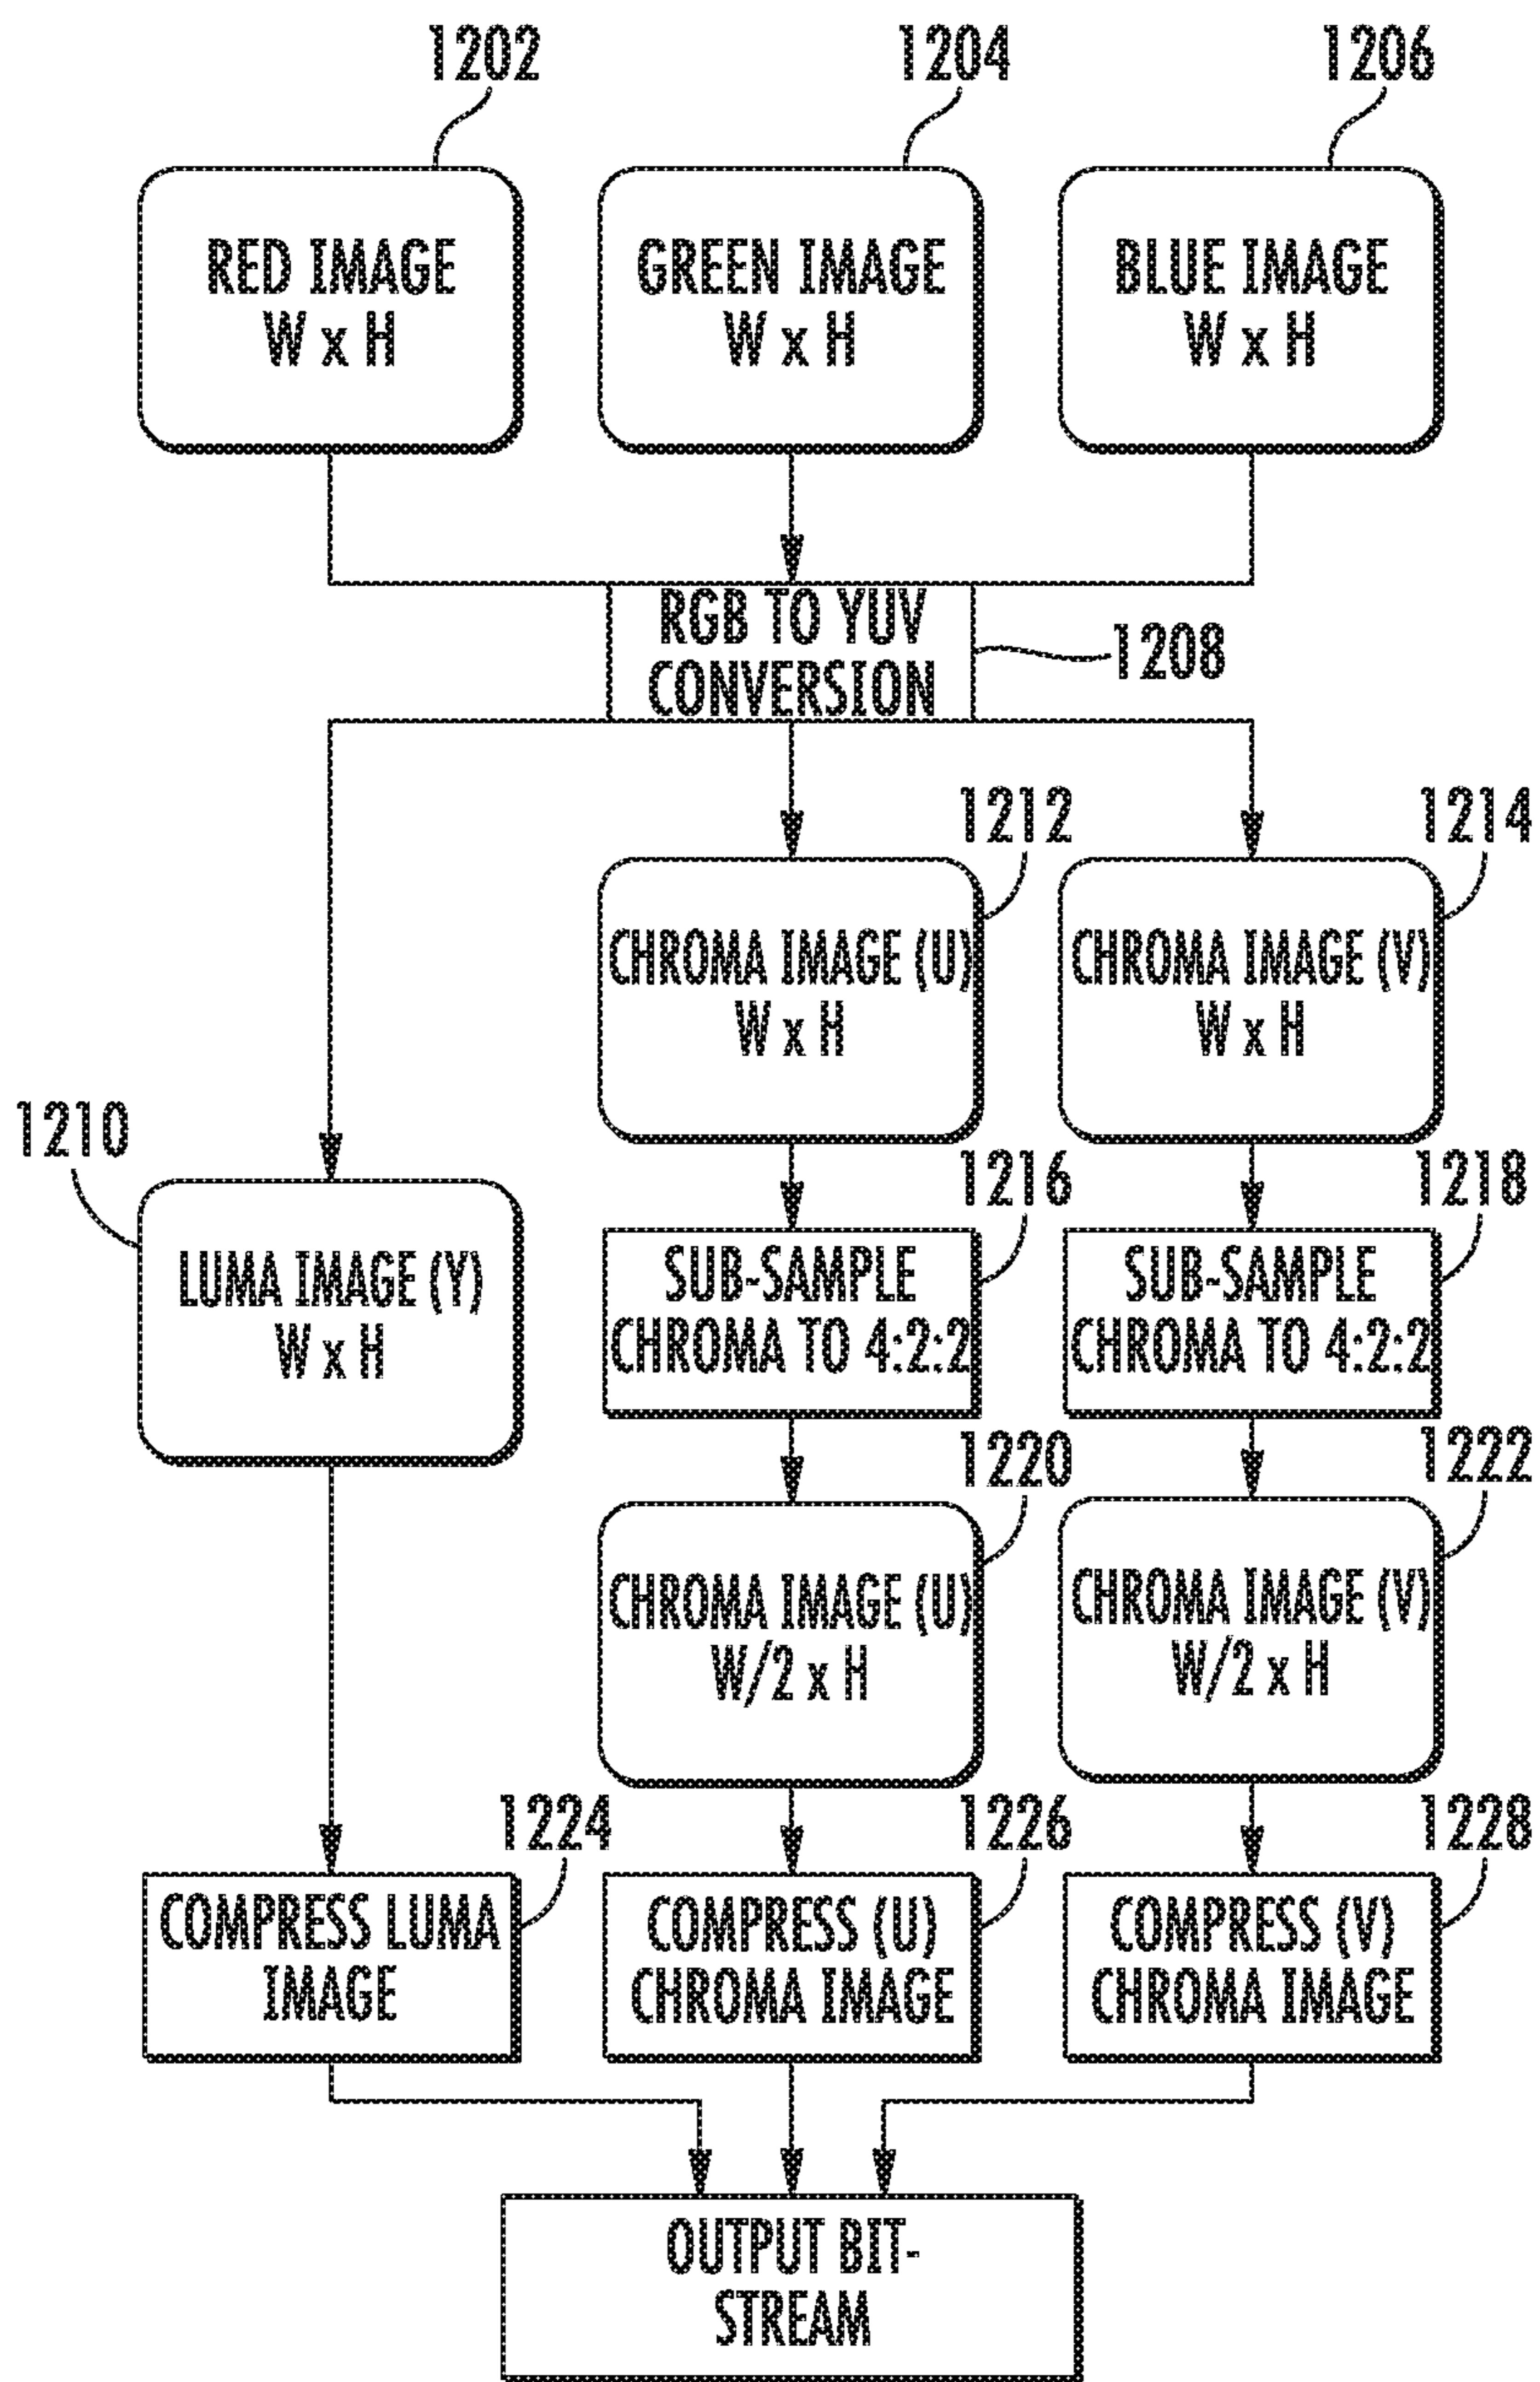 1202
1204
1206
RED IMAGE
W x H
GREEN IMAGE
W x H
BLUE IMAGE
W x H
RGB TO YUV
CONVERSION
1208
1212
1214
CHROMA IMAGE (U)
W x H
CHROMA IMAGE (V)
W x H
1210
LUMA IMAGE (Y)
W x H
1216
1218
SUB-SAMPLE
CHROMA TO 4:2:2
SUB-SAMPLE
CHROMA TO 4:2:2
1220
1222
CHROMA IMAGE (U)
W/2 x H
CHROMA IMAGE (V)
W/2 x H
1224
1226
1228
COMPRESS LUMA
IMAGE
COMPRESS (U)
CHROMA IMAGE
COMPRESS (V)
CHROMA IMAGE
OUTPUT BIT-
STREAM